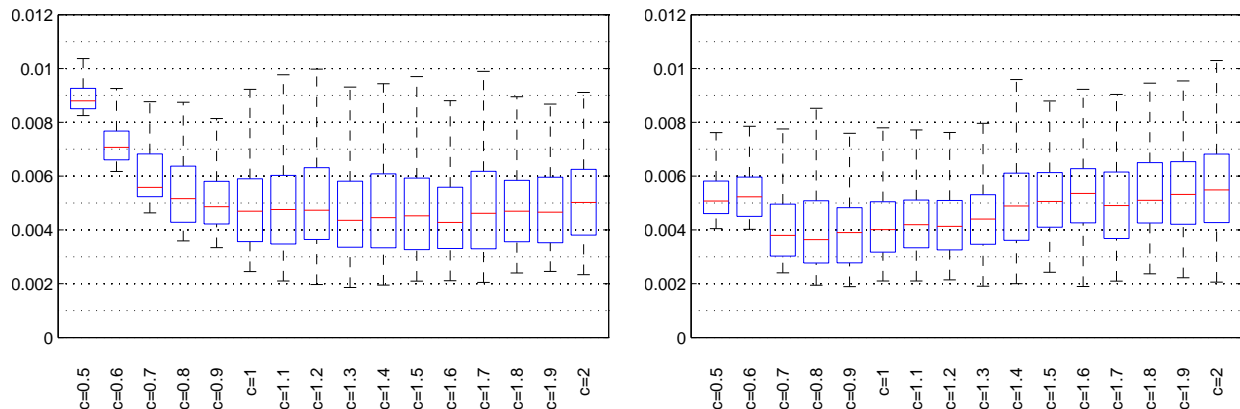 0.012
0.01
0.008
0.006
0.004
0.002
0
c=0.5
c=0.6
c=0.7
c=0.8
c=0.9
c=1
c=1.1
c=1.2
c=1.3
c=1.4
c=1.5
c=1.6
c=1.7
c=1.8
c=1.9
c=2
0.012
0.01
0.008
0.006
0.004
0.002
0
c=0.5
c=0.6
c=0.7
c=0.8
c=0.9
c=1
c=1.1
c=1.2
c=1.3
c=1.4
c=1.5
c=1.6
c=1.7
c=1.8
c=1.9
c=2